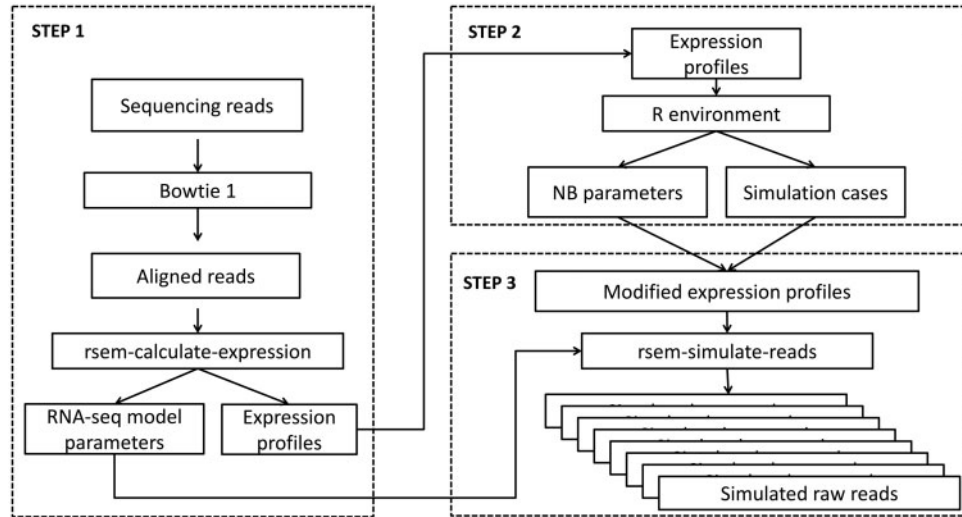 STEP 1
Sequencing reads
Bowtie 1
Aligned reads
rsem-calculate-expression
RNA-seq model
parameters
Expression
profiles
STEP 2
Expression
profiles
R environment
NB parameters
Simulation cases
STEP 3
Modified expression profiles
rsem-simulate-reads
Simulated raw reads